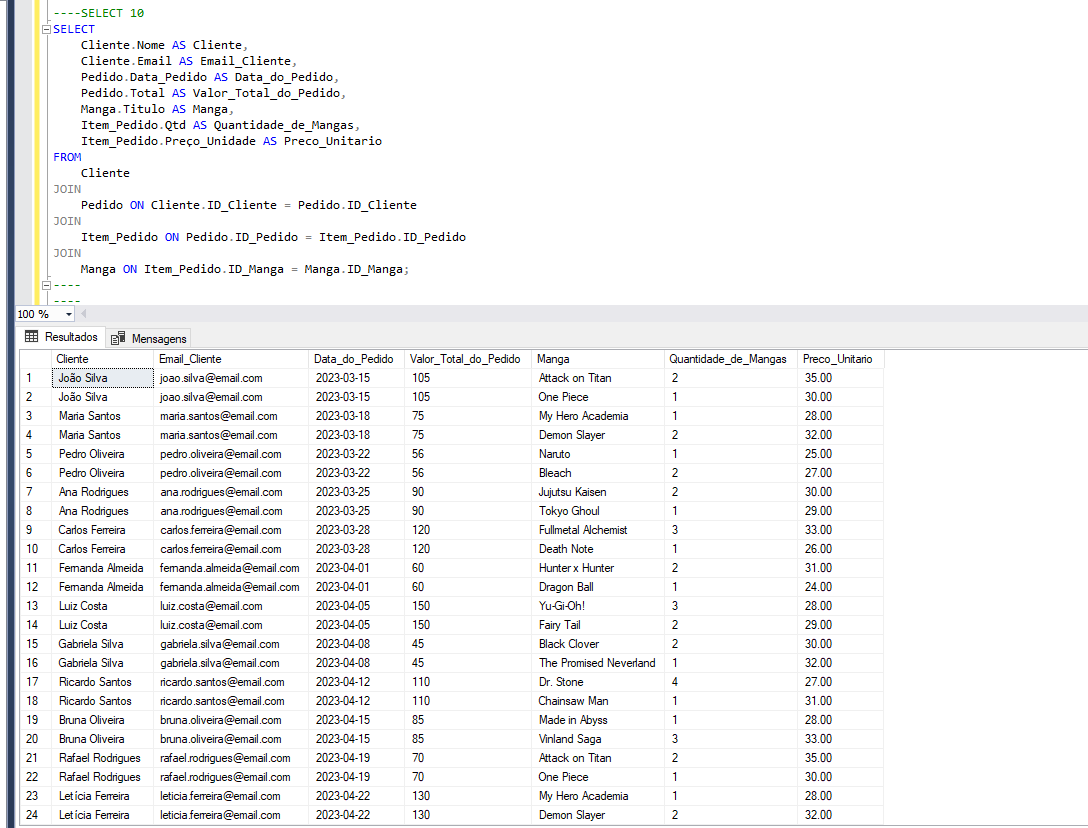 ----SELECT 10
SELECT
Cliente.Nome AS Cliente,
Cliente.Email AS Email_Cliente,
Pedido.Data_Pedido AS Data_do_Pedido,
Pedido.Total AS Valor_Total_do_Pedido,
Manga.Titulo AS Manga,
Item_Pedido.Qtd AS Quantidade_de_Mangas,
Item_Pedido.Preço_Unidade AS Preco_Unitario
FROM
Cliente
JOIN
Pedido ON Cliente.ID_Cliente = Pedido.ID_Cliente
JOIN
Item_Pedido ON Pedido.ID_Pedido = Item_Pedido.ID_Pedido
JOIN
Manga ON Item_Pedido.ID_Manga = Manga.ID_Manga;
----
----
100 %
Resultados Mensagens
Cliente Email_Cliente Data_do_Pedido Valor_Total_do_Pedido Manga Quantidade_de_Mangas Preco_Unitario
1 João Silva joao.silva@email.com 2023-03-15 105 Attack on Titan 2 35.00
2 João Silva joao.silva@email.com 2023-03-15 105 One Piece 1 30.00
3 Maria Santos maria.santos@email.com 2023-03-18 75 My Hero Academia 1 28.00
4 Maria Santos maria.santos@email.com 2023-03-18 75 Demon Slayer 2 32.00
5 Pedro Oliveira pedro.oliveira@email.com 2023-03-22 56 Naruto 1 25.00
6 Pedro Oliveira pedro.oliveira@email.com 2023-03-22 56 Bleach 2 27.00
7 Ana Rodrigues ana.rodrigues@email.com 2023-03-25 90 Jujutsu Kaisen 2 30.00
8 Ana Rodrigues ana.rodrigues@email.com 2023-03-25 90 Tokyo Ghoul 1 29.00
9 Carlos Ferreira carlos.ferreira@email.com 2023-03-28 120 Fullmetal Alchemist 3 33.00
10 Carlos Ferreira carlos.ferreira@email.com 2023-03-28 120 Death Note 1 26.00
11 Fernanda Almeida fernanda.almeida@email.com 2023-04-01 60 Hunter x Hunter 2 31.00
12 Fernanda Almeida fernanda.almeida@email.com 2023-04-01 60 Dragon Ball 1 24.00
13 Luiz Costa luiz.costa@email.com 2023-04-05 150 Yu-Gi-Oh! 3 28.00
14 Luiz Costa luiz.costa@email.com 2023-04-05 150 Fairy Tail 2 29.00
15 Gabriela Silva gabriela.silva@email.com 2023-04-08 45 Black Clover 2 30.00
16 Gabriela Silva gabriela.silva@email.com 2023-04-08 45 The Promised Neverland 1 32.00
17 Ricardo Santos ricardo.santos@email.com 2023-04-12 110 Dr. Stone 4 27.00
18 Ricardo Santos ricardo.santos@email.com 2023-04-12 110 Chainsaw Man 1 31.00
19 Bruna Oliveira bruna.oliveira@email.com 2023-04-15 85 Made in Abyss 1 28.00
20 Bruna Oliveira bruna.oliveira@email.com 2023-04-15 85 Vinland Saga 3 33.00
21 Rafael Rodrigues rafael.rodrigues@email.com 2023-04-19 70 Attack on Titan 2 35.00
22 Rafael Rodrigues rafael.rodrigues@email.com 2023-04-19 70 One Piece 1 30.00
23 Letícia Ferreira leticia.ferreira@email.com 2023-04-22 130 My Hero Academia 1 28.00
24 Letícia Ferreira leticia.ferreira@email.com 2023-04-22 130 Demon Slayer 2 32.00